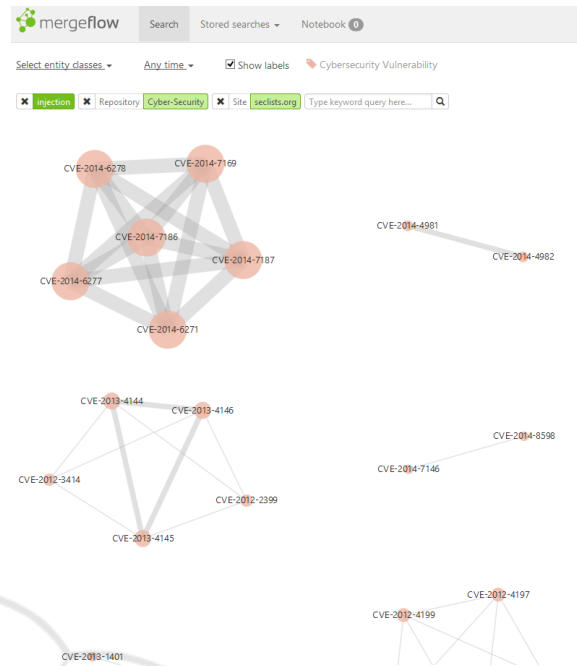 mergeflow Search Stored searches Notebook 0
Select entity classes Any time Show labels Cybersecurity Vulnerability
injection Repository Cyber-Security Site seclists.org Type keyword query here...
CVE-2014-6278 CVE-2014-7169
CVE-2014-4981
CVE-2014-7186
CVE-2014-7187 CVE-2014-4982
CVE-2014-6277
CVE-2014-6271
CVE-2013-4144
CVE-2013-4146
CVE-2014-8598
CVE-2014-7146
CVE-2012-3414
CVE-2012-2399
CVE-2013-4145
CVE-2012-4197
CVE-2012-4199
CVE-2013-1401